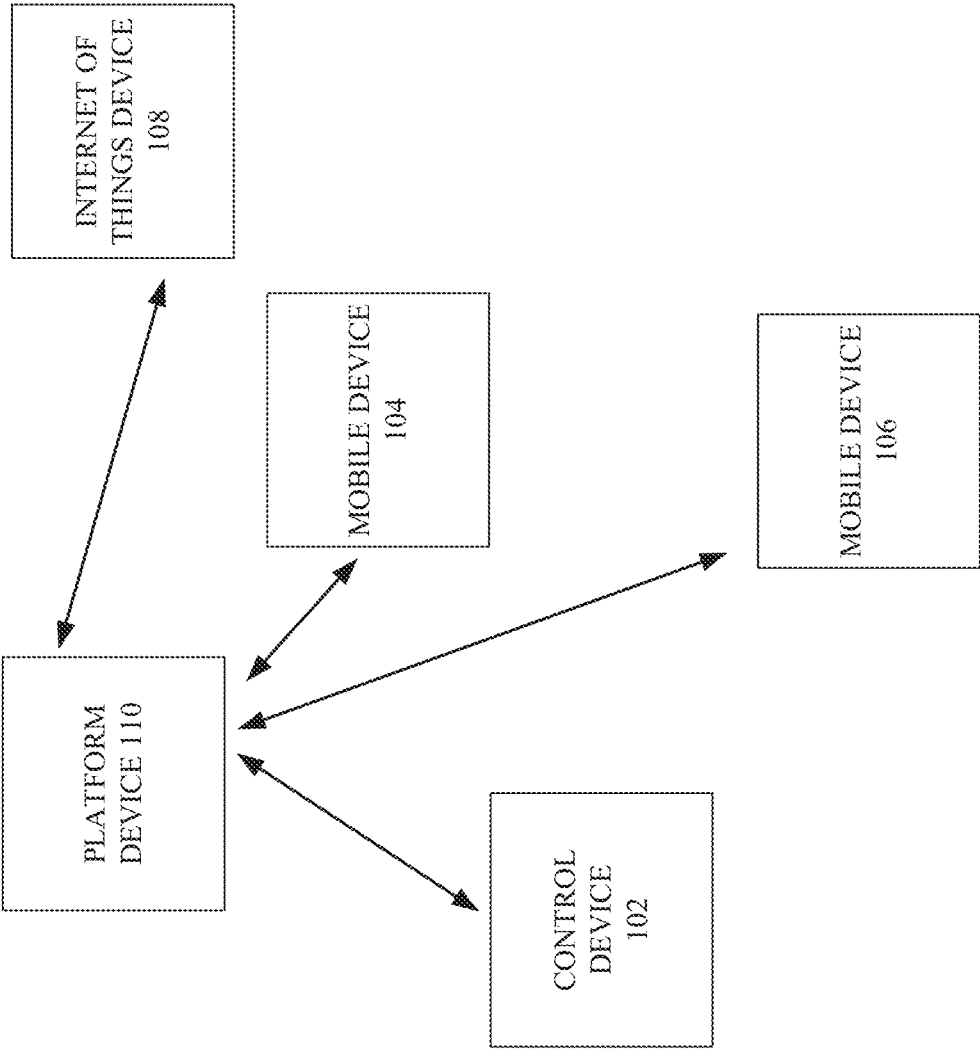 PLATFORM
DEVICE 110
INTERNET OF
THINGS DEVICE
108
MOBILE DEVICE
104
CONTROL
DEVICE
102
MOBILE DEVICE
106